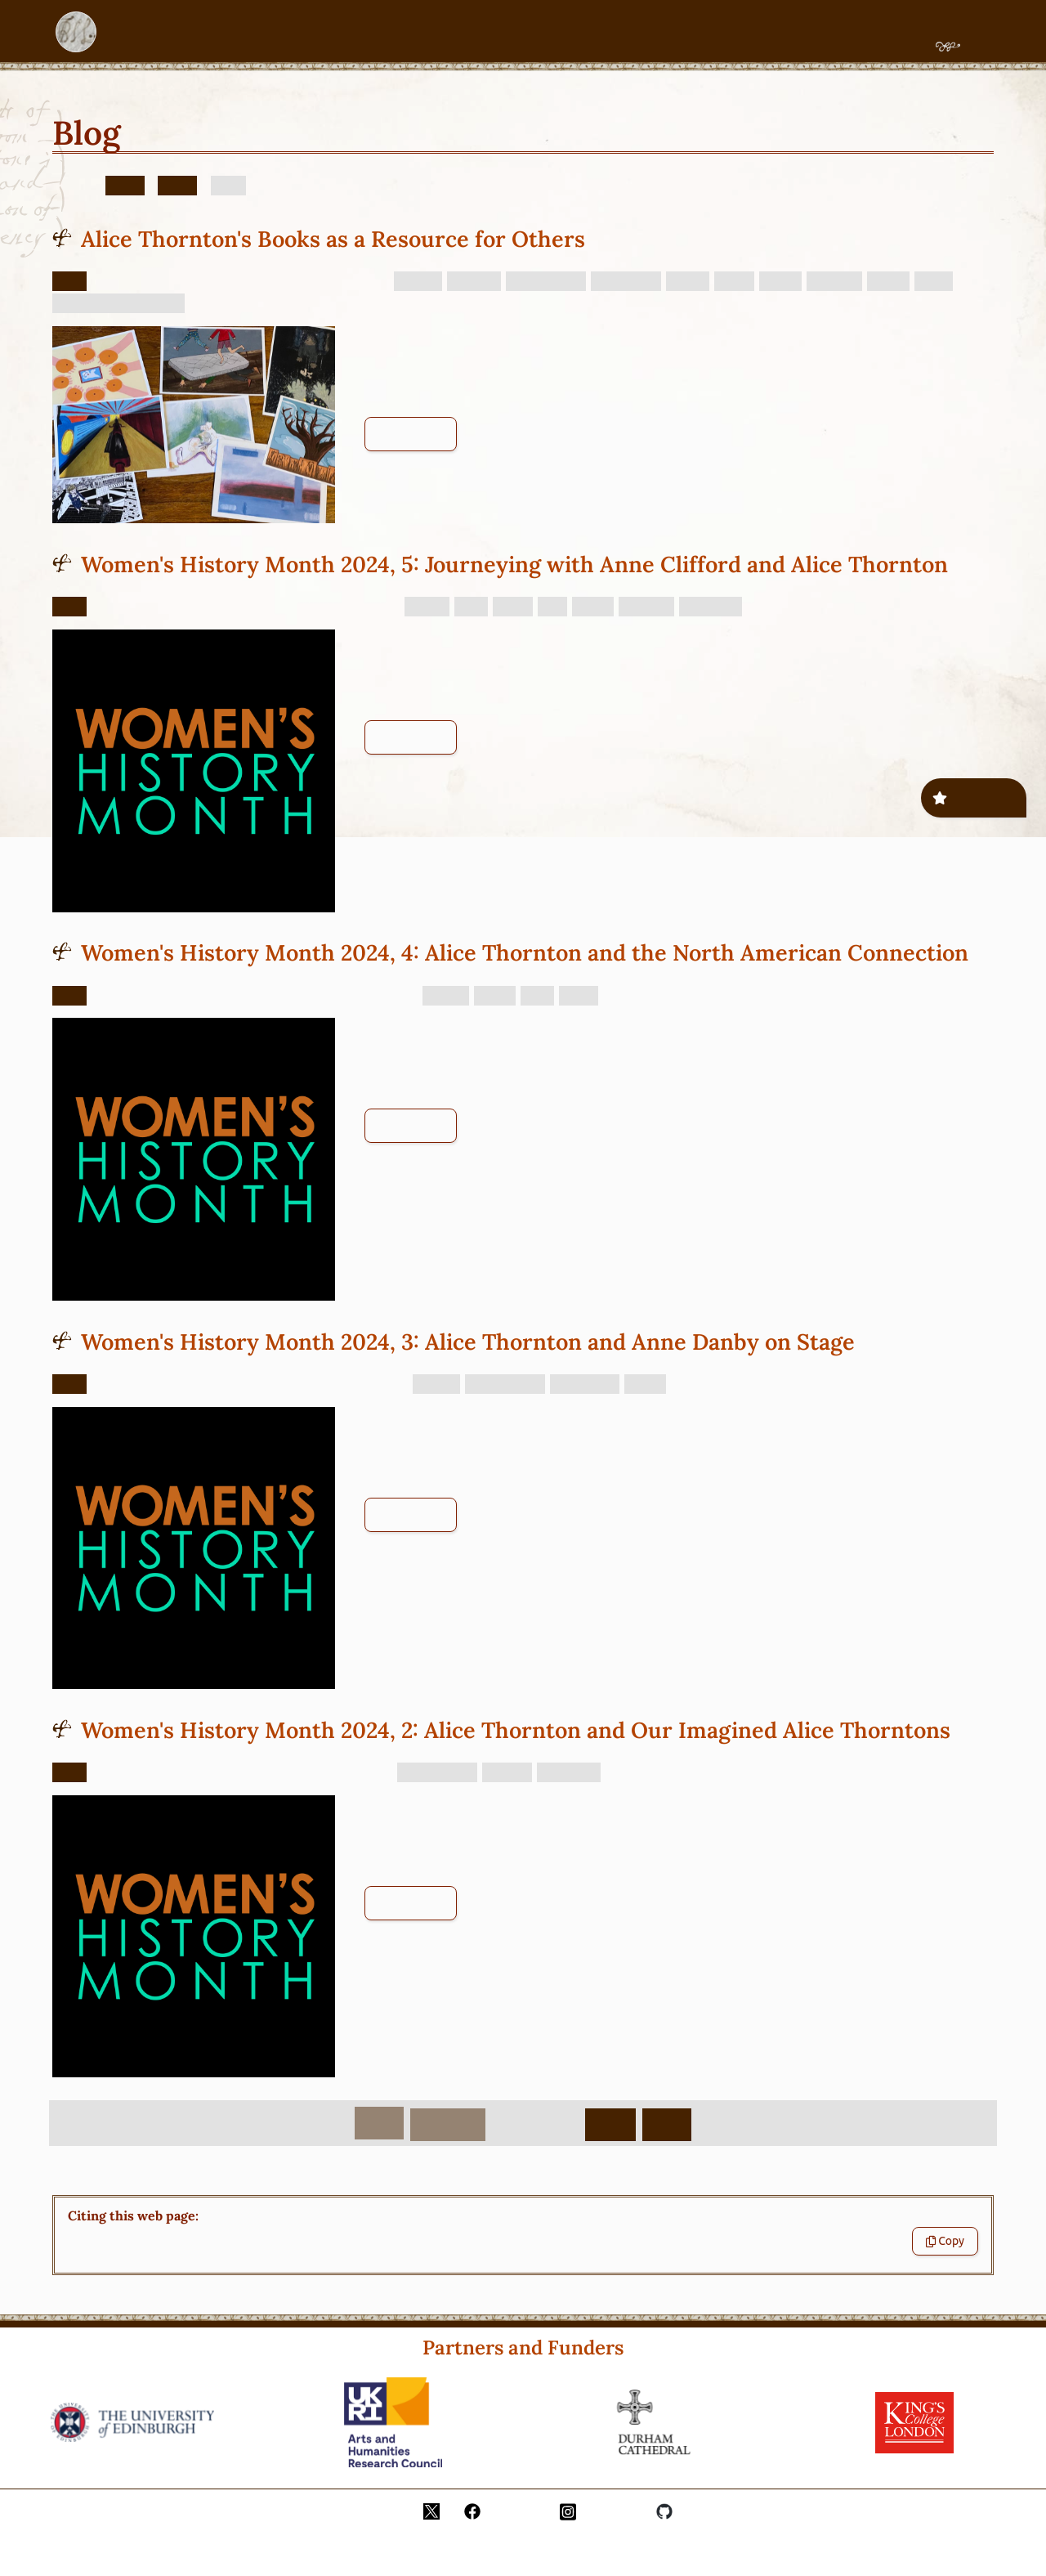 Blog
Alice Thornton's Books as a Resource for Others
Women's History Month 2024, 5: Journeying with Anne Clifford and Alice Thornton
WOMEN'S
HISTORY
MONTH
Women's History Month 2024, 4: Alice Thornton and the North American Connection
WOMEN'S
HISTORY
MONTH
Women's History Month 2024, 3: Alice Thornton and Anne Danby on Stage
WOMEN'S
HISTORY
MONTH
Women's History Month 2024, 2: Alice Thornton and Our Imagined Alice Thorntons
WOMEN'S
HISTORY
MONTH
Citing this web page:
Copy
Partners and Funders
THE UNIVERSITY
of EDINBURGH
UK
RI
Arts and
Humanities
Research Council
DURHAM
CATHEDRAL
KING'S
College
LONDON